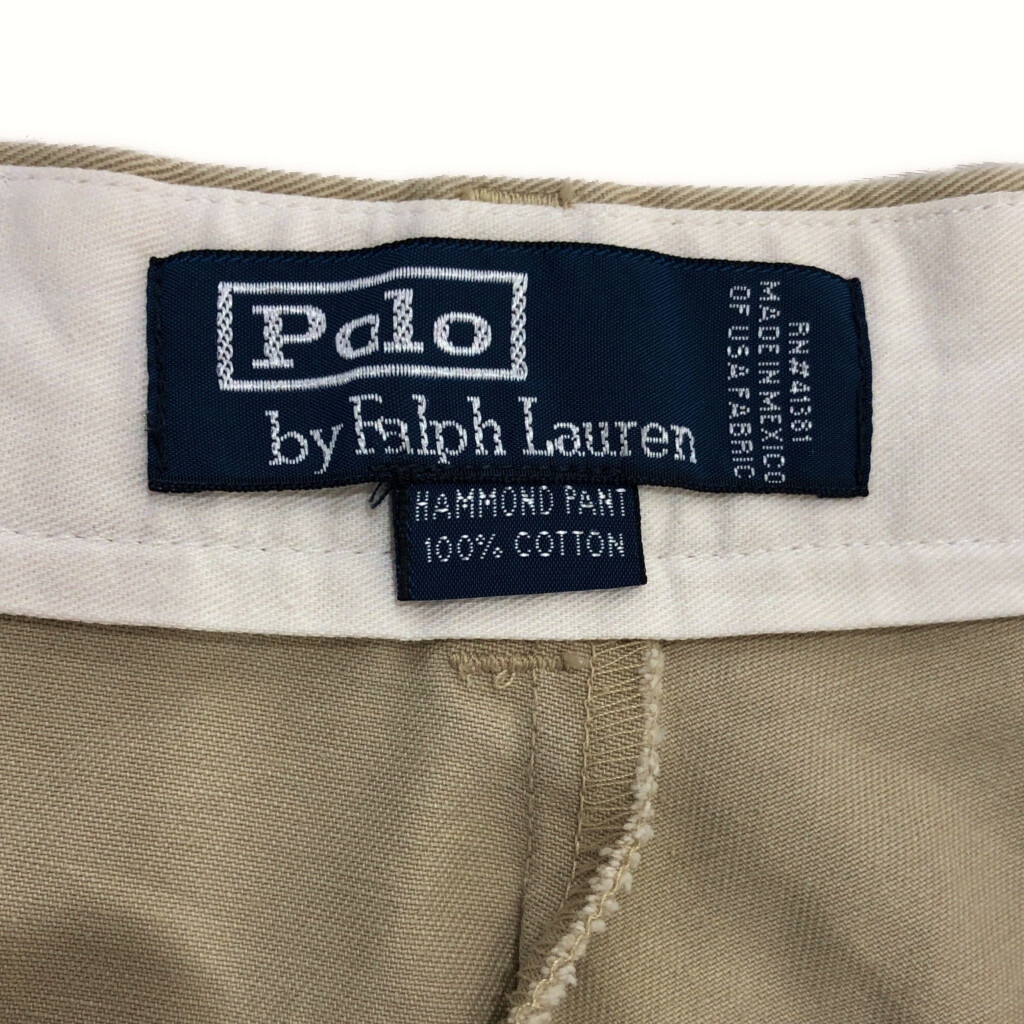 Polo
by Ralph Lauren
RN#41381
MADE IN MEXICO
OF USA FABRIC
HAMMOND PANT
100% COTTON